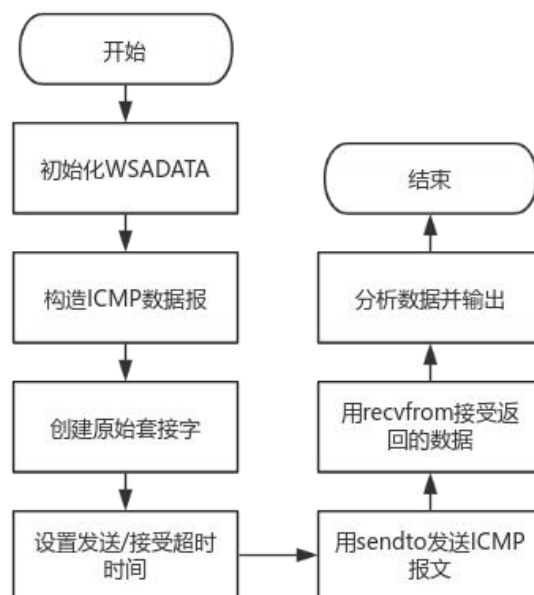 开始
初始化WSADATA
构造ICMP数据报
创建原始套接字
设置发送/接受超时
时间
用sendto发送ICMP
报文
用recvfrom接受返
回的数据
分析数据并输出
结束